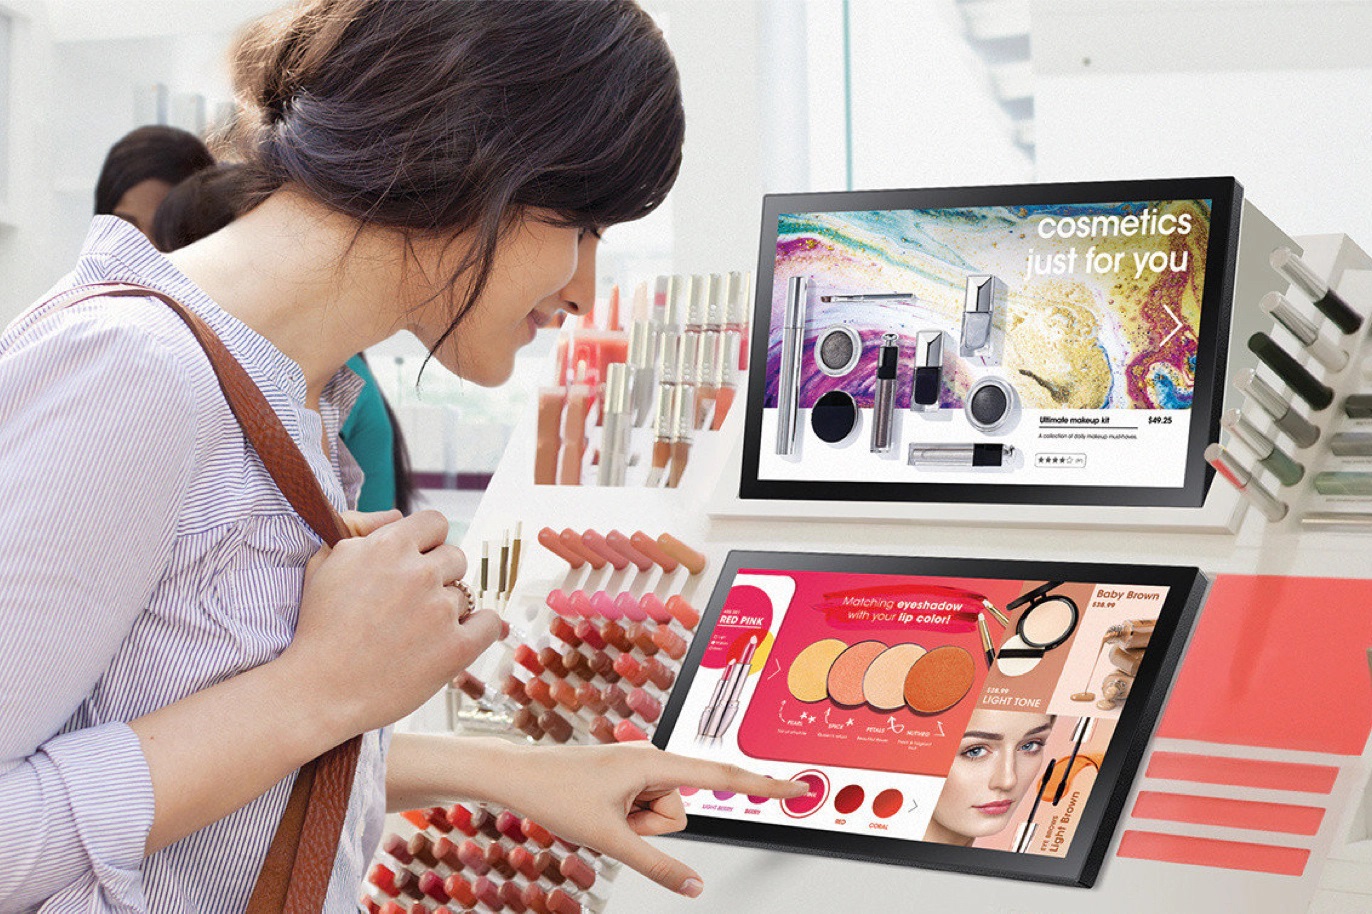 cosmetics
just for you
Ultimate makeup kit $49.25
A collection of daily makeup must-haves.
RED PINK
Matching eyeshadow
with your lip color!
PEARL
SPICE
PETALS
NUTMEG
LIGHT BERRY
BERRY
RED
CORAL
$28.99
LIGHT TONE
Baby Brown
$38.99
EYE BROWS
Light Brown